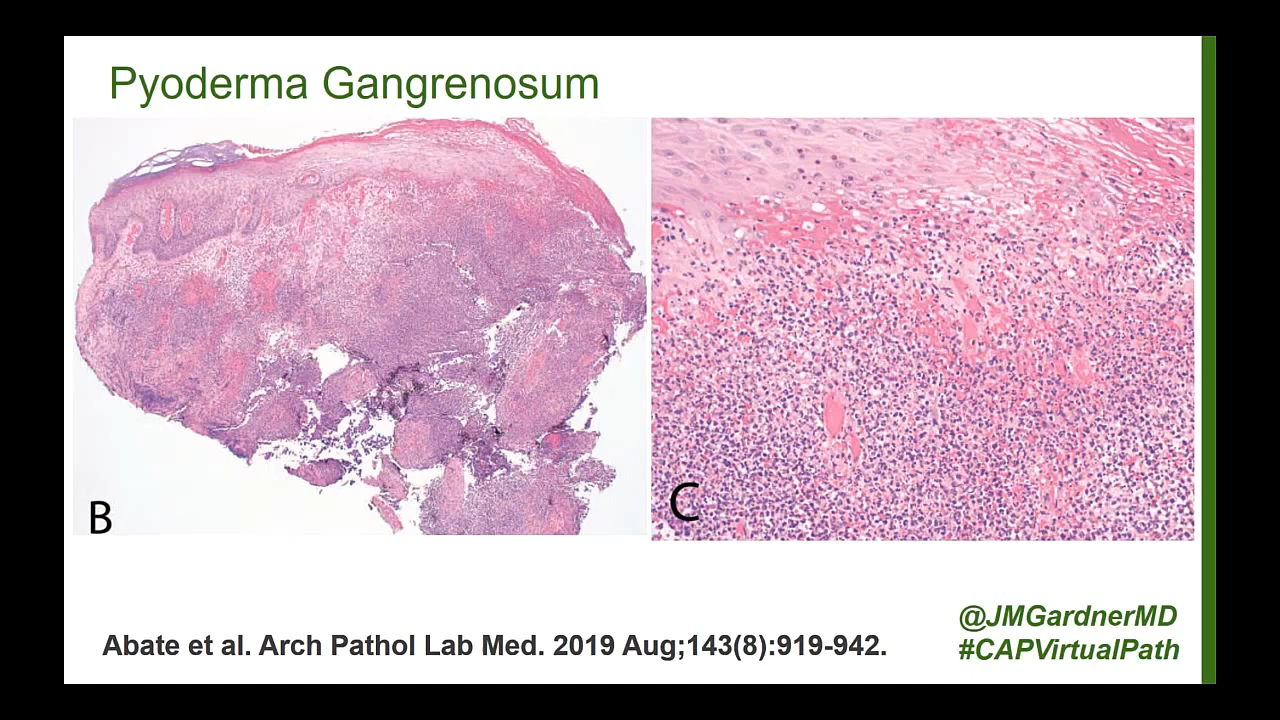 Pyoderma Gangrenosum
B
C
@JMGardnerMD
Abate et al. Arch Pathol Lab Med. 2019 Aug;143(8):919-942.
#CAPVirtualPath